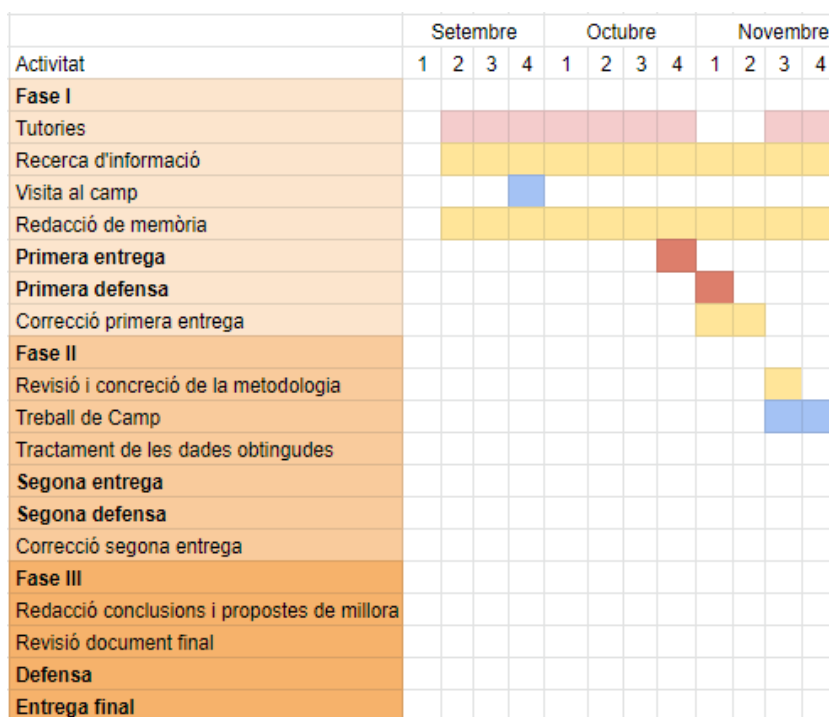 Setembre Octubre Novembre
Activitat 1 2 3 4 1 2 3 4 1 2 3 4
Fase I
Tutories
Recerca d'informació
Visita al camp
Redacció de memòria
Primera entrega
Primera defensa
Correcció primera entrega
Fase II
Revisió i concreció de la metodologia
Treball de Camp
Tractament de les dades obtingudes
Segona entrega
Segona defensa
Correcció segona entrega
Fase III
Redacció conclusions i propostes de millora
Revisió document final
Defensa
Entrega final